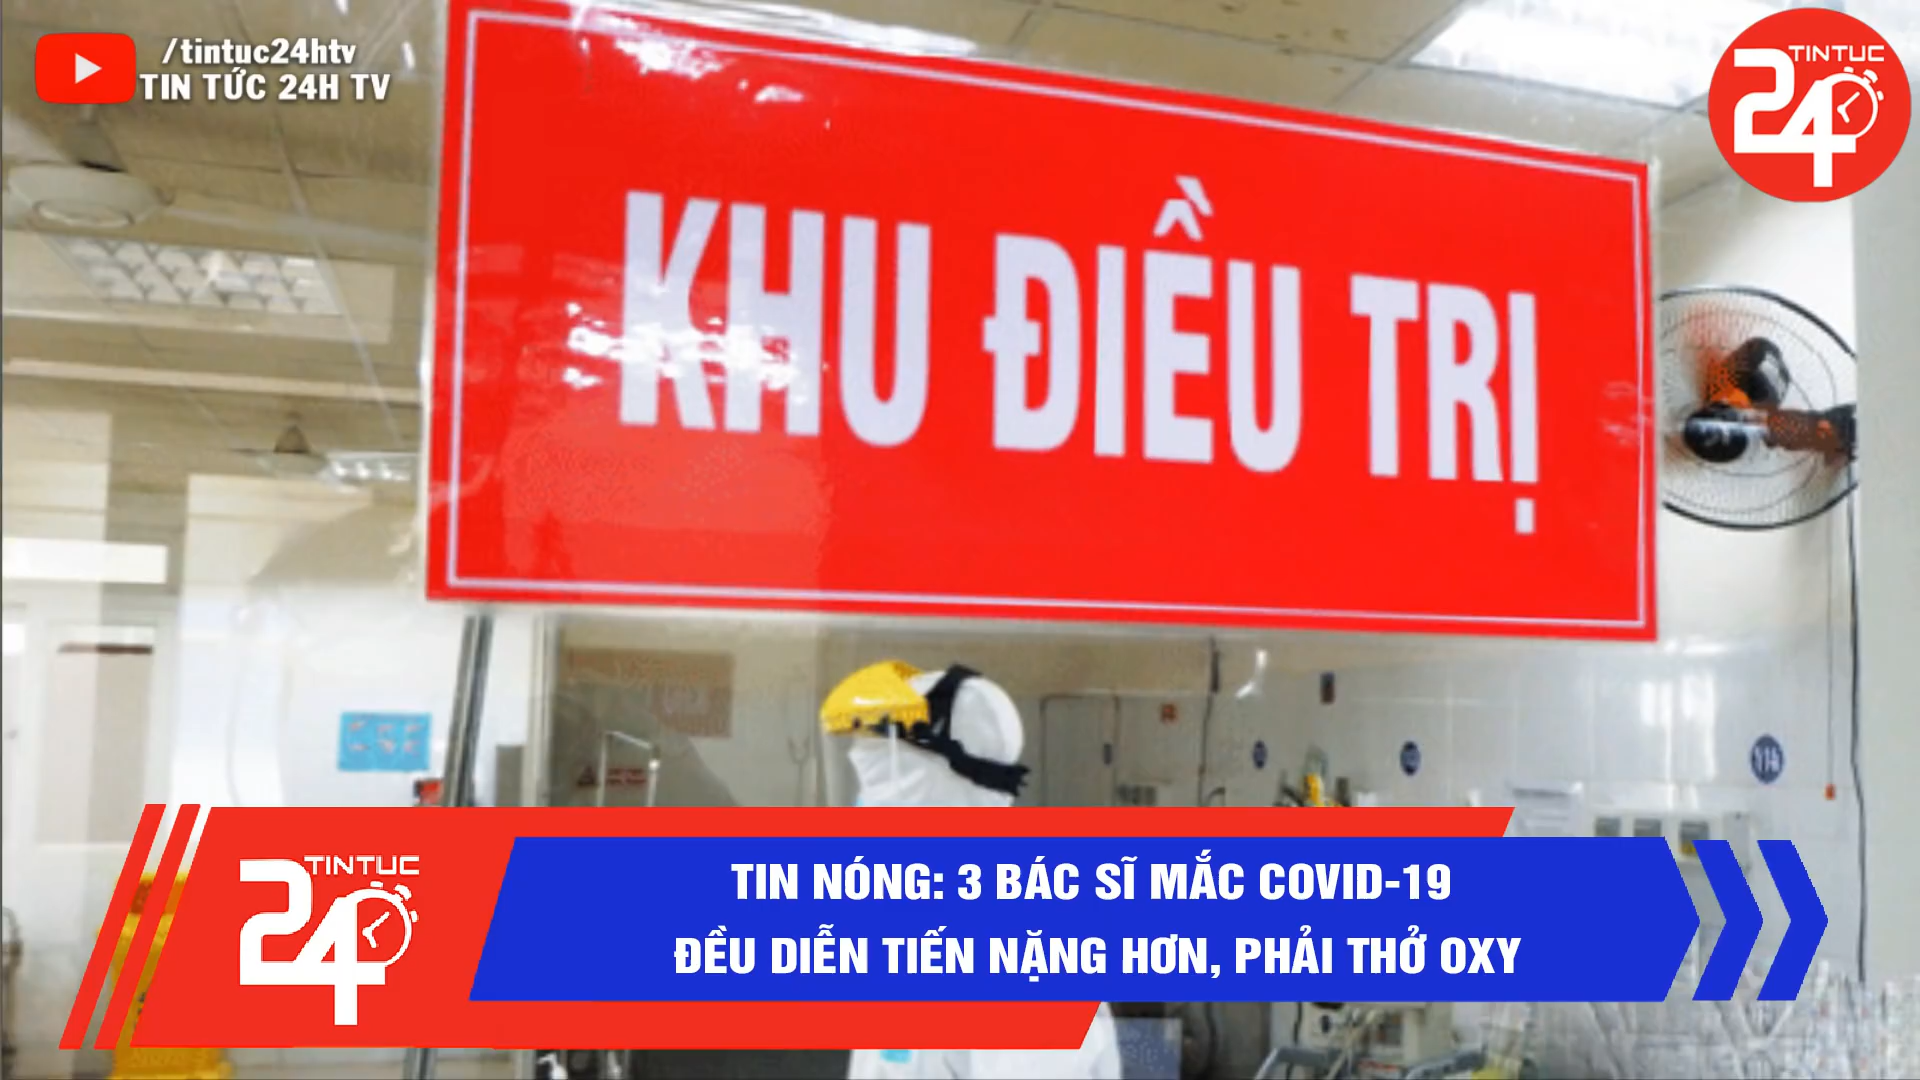 /tintuc24htv
TIN TỨC 24H TV
TINTUC
24
KHU ĐIỀU TRỊ
TINTUC
24
TIN NÓNG: 3 BÁC SĨ MẮC COVID-19
ĐỀU DIỄN TIẾN NẶNG HƠN, PHẢI THỞ OXY